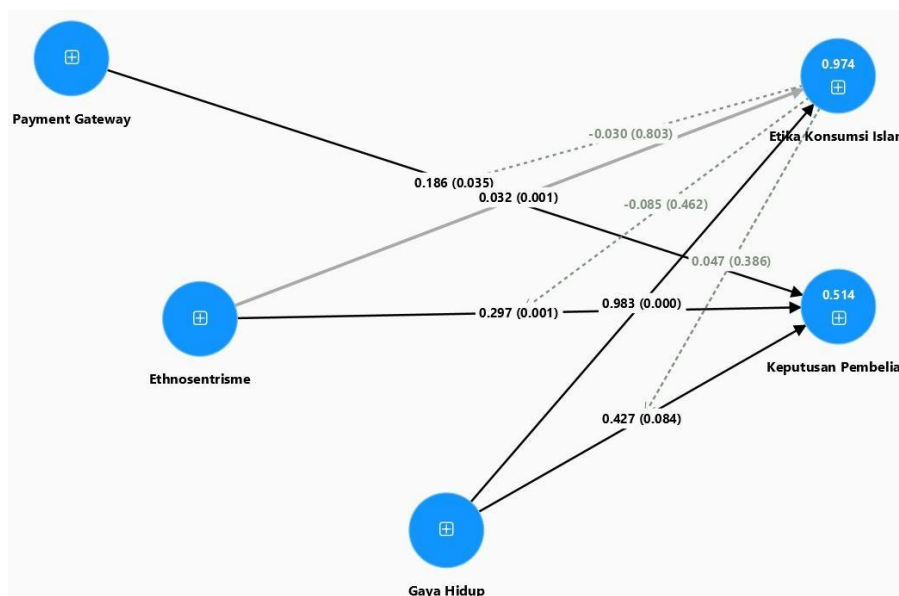 Payment Gateway
0.974
Etika Konsumsi Islar
-0.030 (0.803)
0.186 (0.035)
0.032 (0.001)
-0.085 (0.462)
0.047 (0.386)
0.514
0.297 (0.001)
0.983 (0.000)
Keputusan Pembelia
Ethnosentrisme
0.427 (0.084)
Gaya Hidup